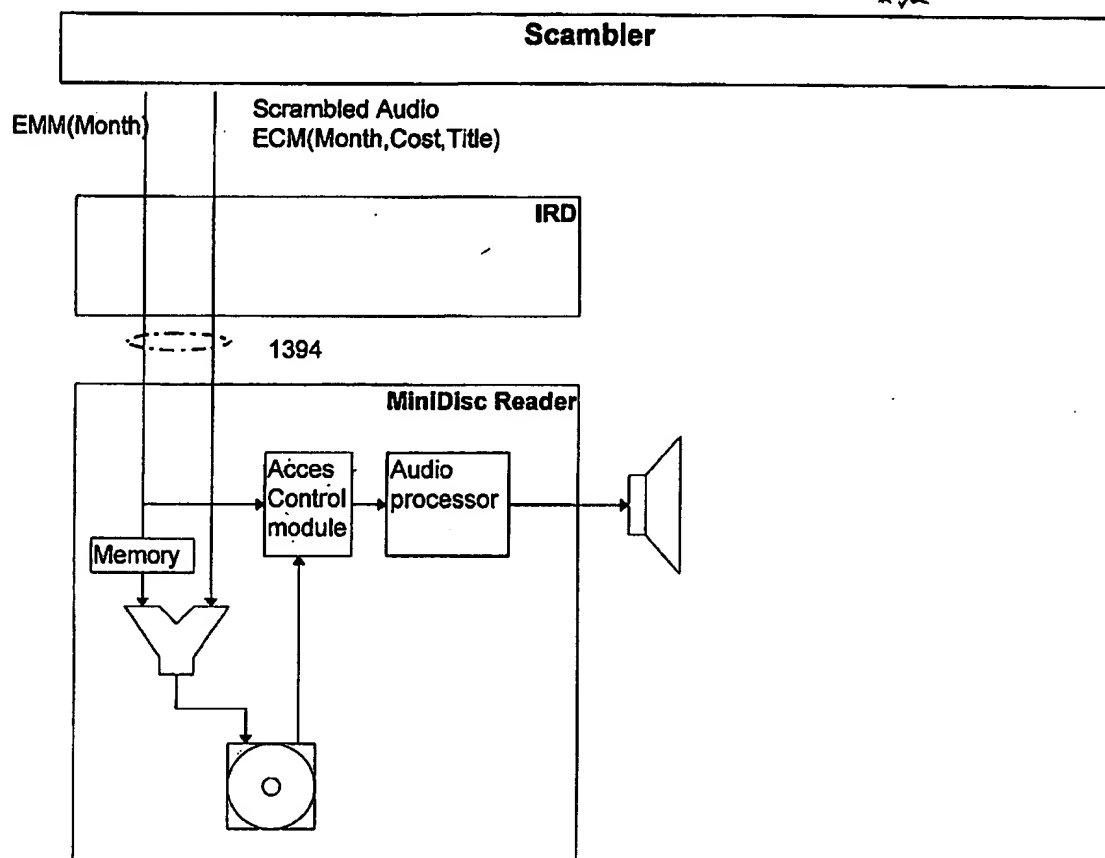 Scambler
EMM(Month)
Scrambled Audio
ECM(Month,Cost,Title)
IRD
1394
MiniDisc Reader
Acces
Control
module
Audio
processor
Memory